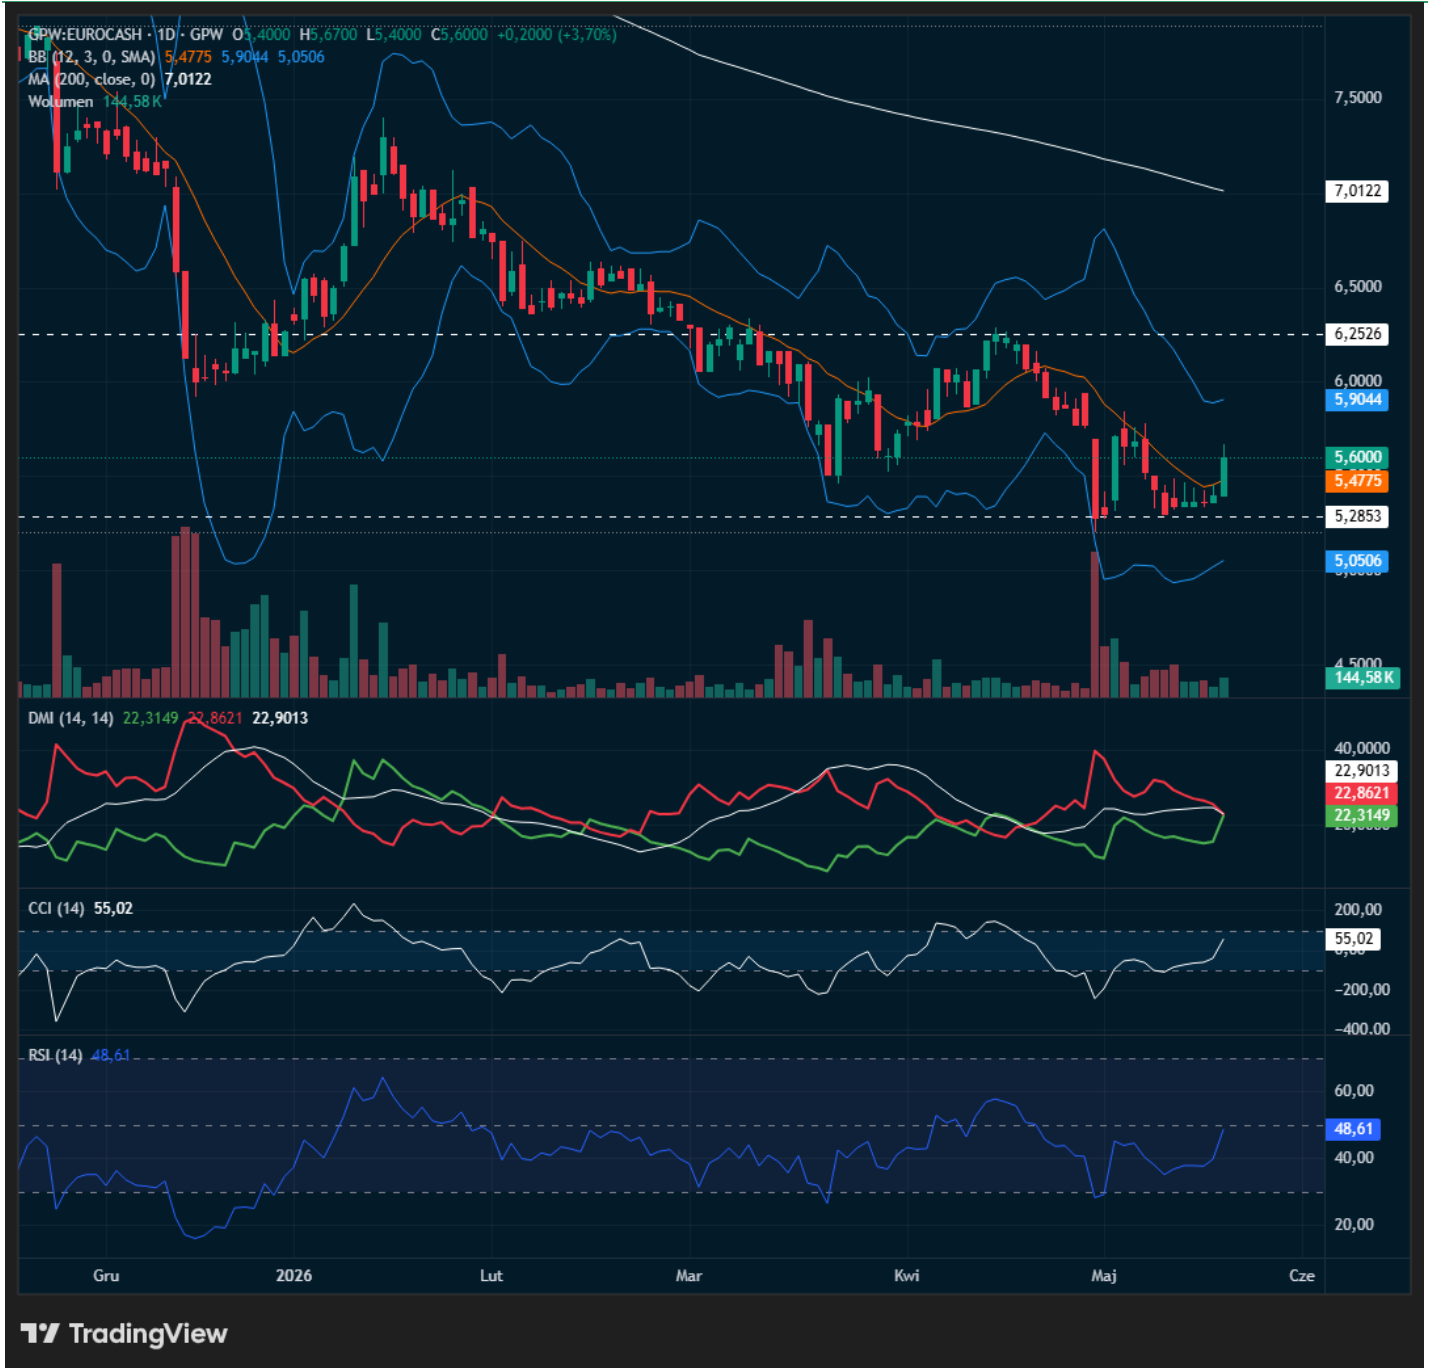 GPW:EUROCASH · 1D · GPW O5,4000 H5,6700 L5,4000 C5,6000 +0,2000 (+3,70%)
BB (12, 3, 0, SMA) 5,4775 5,9044 5,0506
MA (200, close, 0) 7,0122
Wolumen 144,58 K
7,5000
7,0122
6,5000
6,2526
6,0000
5,9044
5,6000
5,4775
5,2853
5,0506
4,5000
144,58 K
DMI (14, 14) 22,3149 22,8621 22,9013
40,0000
22,9013
22,8621
22,3149
CCI (14) 55,02
200,00
55,02
−200,00
−400,00
RSI (14) 48,61
60,00
48,61
40,00
20,00
Gru 2026 Lut Mar Kwi Maj Cze
TradingView